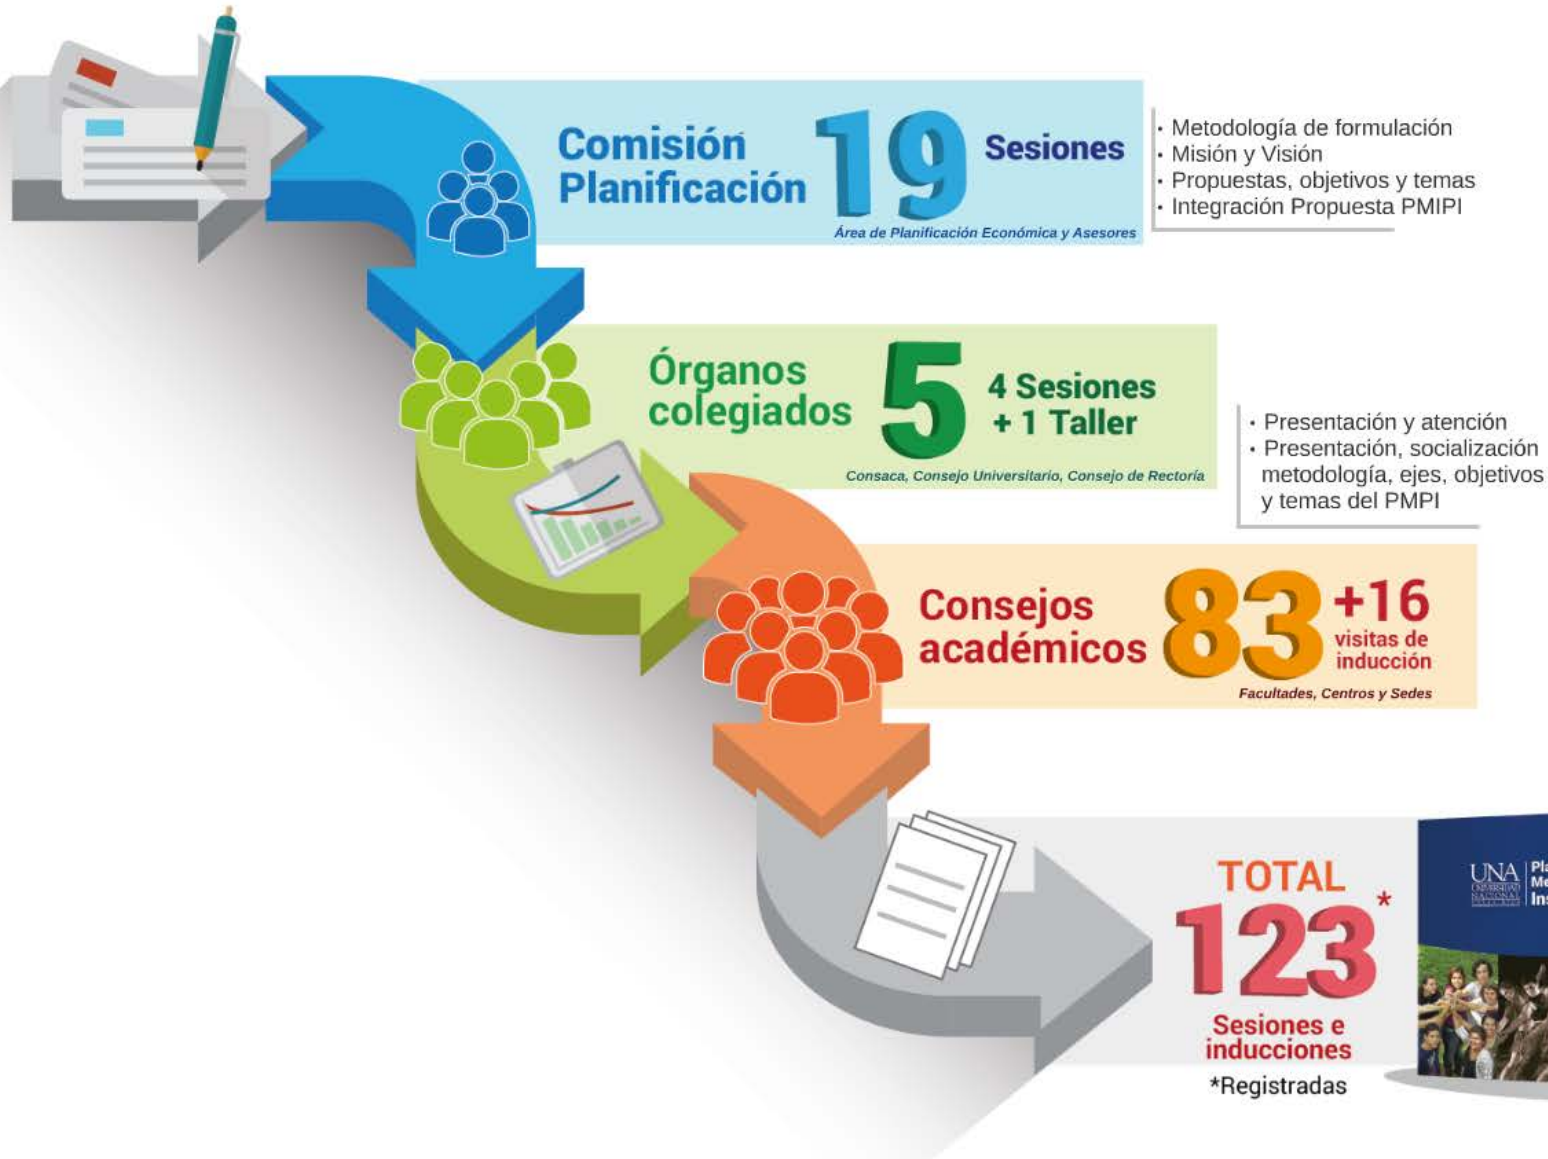 Comisión
Planificación
19
Sesiones
Área de Planificación Económica y Asesores
· Metodología de formulación
· Misión y Visión
· Propuestas, objetivos y temas
· Integración Propuesta PMIPI
Órganos
colegiados
5
4 Sesiones
+ 1 Taller
Consaca, Consejo Universitario, Consejo de Rectoría
· Presentación y atención
· Presentación, socialización
metodología, ejes, objetivos
y temas del PMPI
Consejos
académicos
83
+16
visitas de
inducción
Facultades, Centros y Sedes
TOTAL
123*
Sesiones e
inducciones
*Registradas
UNA
UNIVERSIDAD
NACIONAL